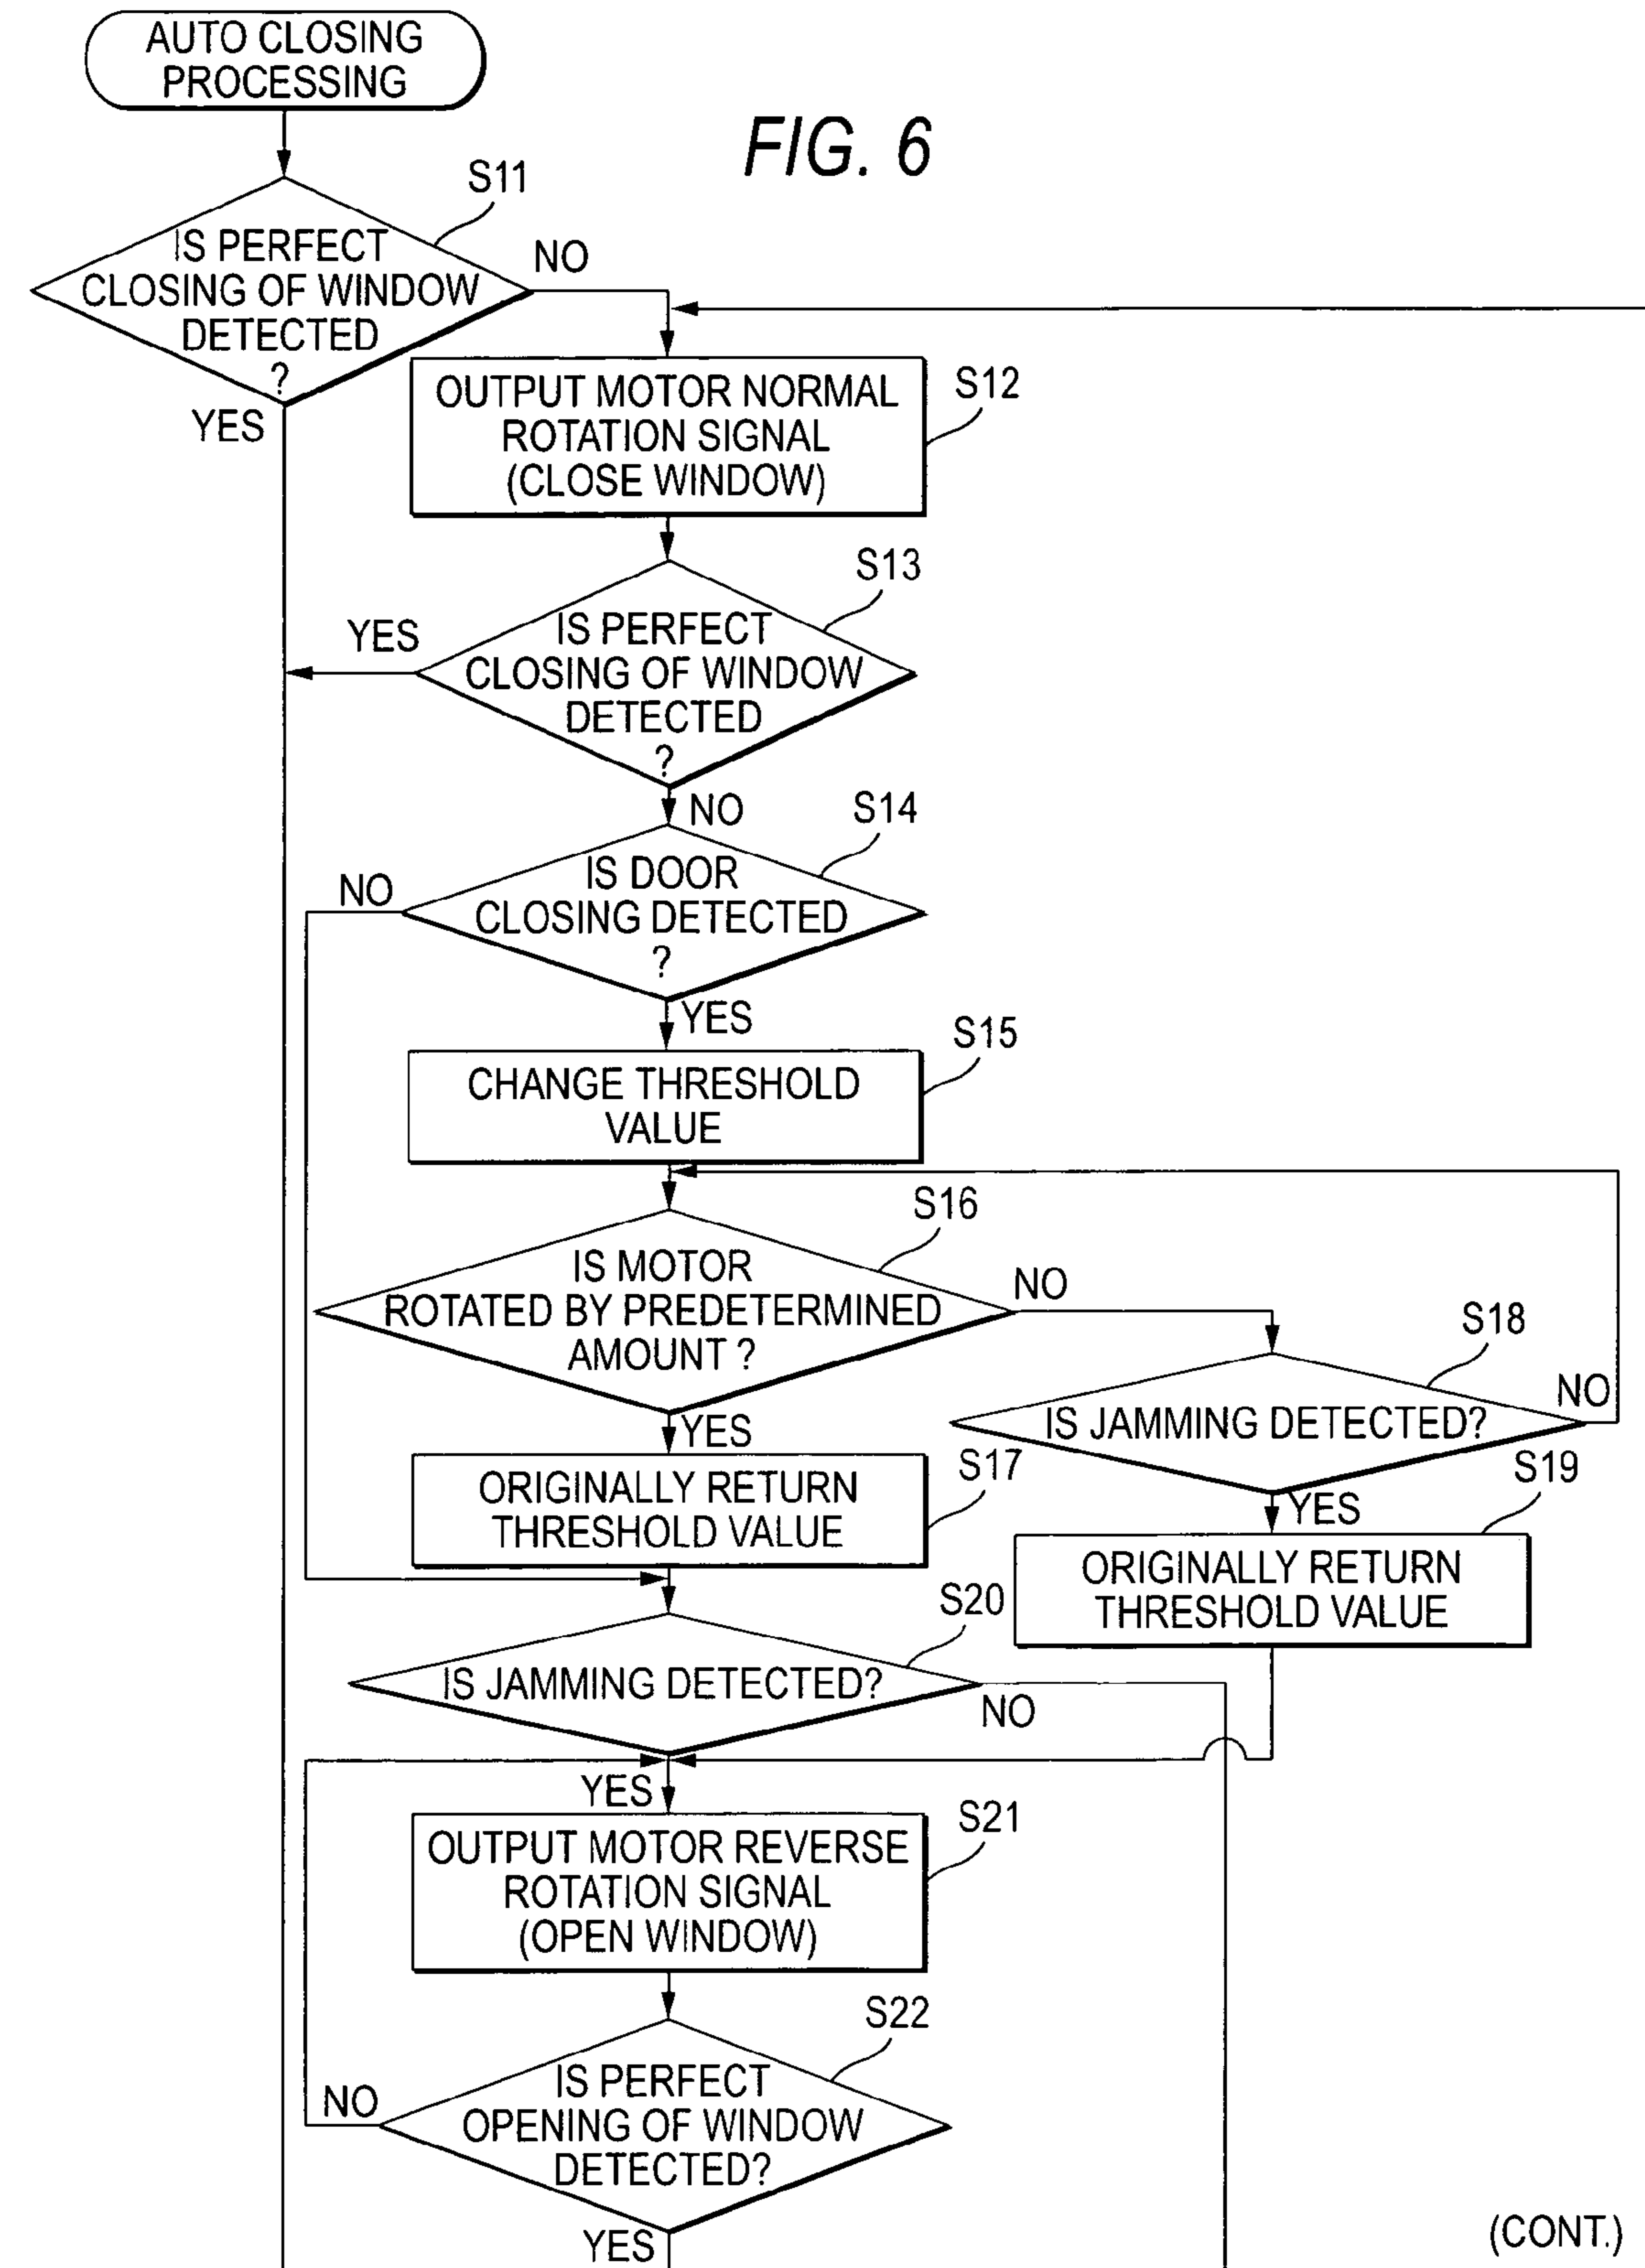 AUTO CLOSING
PROCESSING
FIG. 6
S11
IS PERFECT
CLOSING OF WINDOW
DETECTED
?
NO
YES
S12
OUTPUT MOTOR NORMAL
ROTATION SIGNAL
(CLOSE WINDOW)
S13
IS PERFECT
CLOSING OF WINDOW
DETECTED
?
YES
NO
S14
IS DOOR
CLOSING DETECTED
?
NO
YES
S15
CHANGE THRESHOLD
VALUE
S16
IS MOTOR
ROTATED BY PREDETERMINED
AMOUNT ?
NO
YES
S18
IS JAMMING DETECTED?
NO
YES
S17
ORIGINALLY RETURN
THRESHOLD VALUE
S19
ORIGINALLY RETURN
THRESHOLD VALUE
S20
IS JAMMING DETECTED?
NO
YES
S21
OUTPUT MOTOR REVERSE
ROTATION SIGNAL
(OPEN WINDOW)
S22
IS PERFECT
OPENING OF WINDOW
DETECTED?
NO
YES
(CONT.)